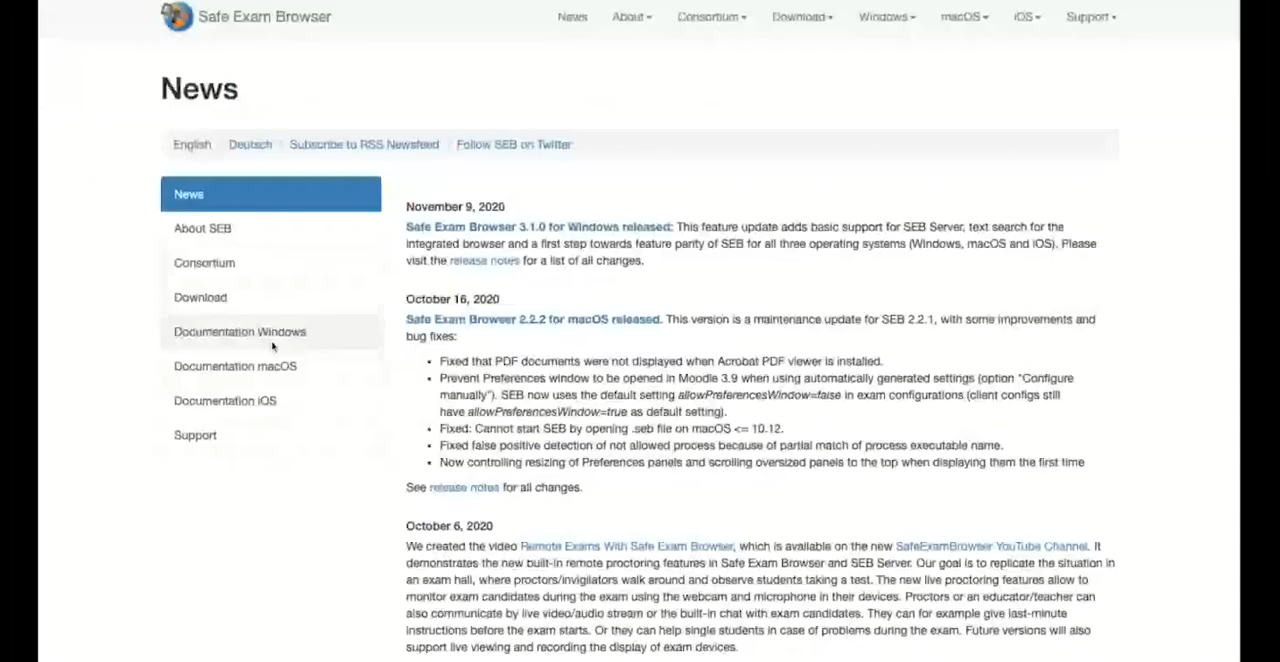 Safe Exam Browser
News About Consortium Download Windows macOS iOS Support
News
English Deutsch Subscribe to RSS Newsfeed Follow SEB on Twitter
News
About SEB
Consortium
Download
Documentation Windows
Documentation macOS
Documentation iOS
Support
November 9, 2020
Safe Exam Browser 3.1.0 for Windows released: This feature update adds basic support for SEB Server, text search for the
integrated browser and a first step towards feature parity of SEB for all three operating systems (Windows, macOS and iOS). Please
visit the release notes for a list of all changes.
October 16, 2020
Safe Exam Browser 2.2.2 for macOS released. This version is a maintenance update for SEB 2.2.1, with some improvements and
bug fixes:
• Fixed that PDF documents were not displayed when Acrobat PDF viewer is installed.
• Prevent Preferences window to be opened in Moodle 3.9 when using automatically generated settings (option "Configure
manually"). SEB now uses the default setting allowPreferencesWindow=false in exam configurations (client configs still
have allowPreferencesWindow=true as default setting).
• Fixed: Cannot start SEB by opening .seb file on macOS <= 10.12.
• Fixed false positive detection of not allowed process because of partial match of process executable name.
• Now controlling resizing of Preferences panels and scrolling oversized panels to the top when displaying them the first time
See release notes for all changes.
October 6, 2020
We created the video Remote Exams With Safe Exam Browser, which is available on the new SafeExamBrowser YouTube Channel. It
demonstrates the new built-in remote proctoring features in Safe Exam Browser and SEB Server. Our goal is to replicate the situation in
an exam hall, where proctors/invigilators walk around and observe students taking a test. The new live proctoring features allow to
monitor exam candidates during the exam using the webcam and microphone in their devices. Proctors or an educator/teacher can
also communicate by live video/audio stream or the built-in chat with exam candidates. They can for example give last-minute
instructions before the exam starts. Or they can help single students in case of problems during the exam. Future versions will also
support live viewing and recording the display of exam devices.